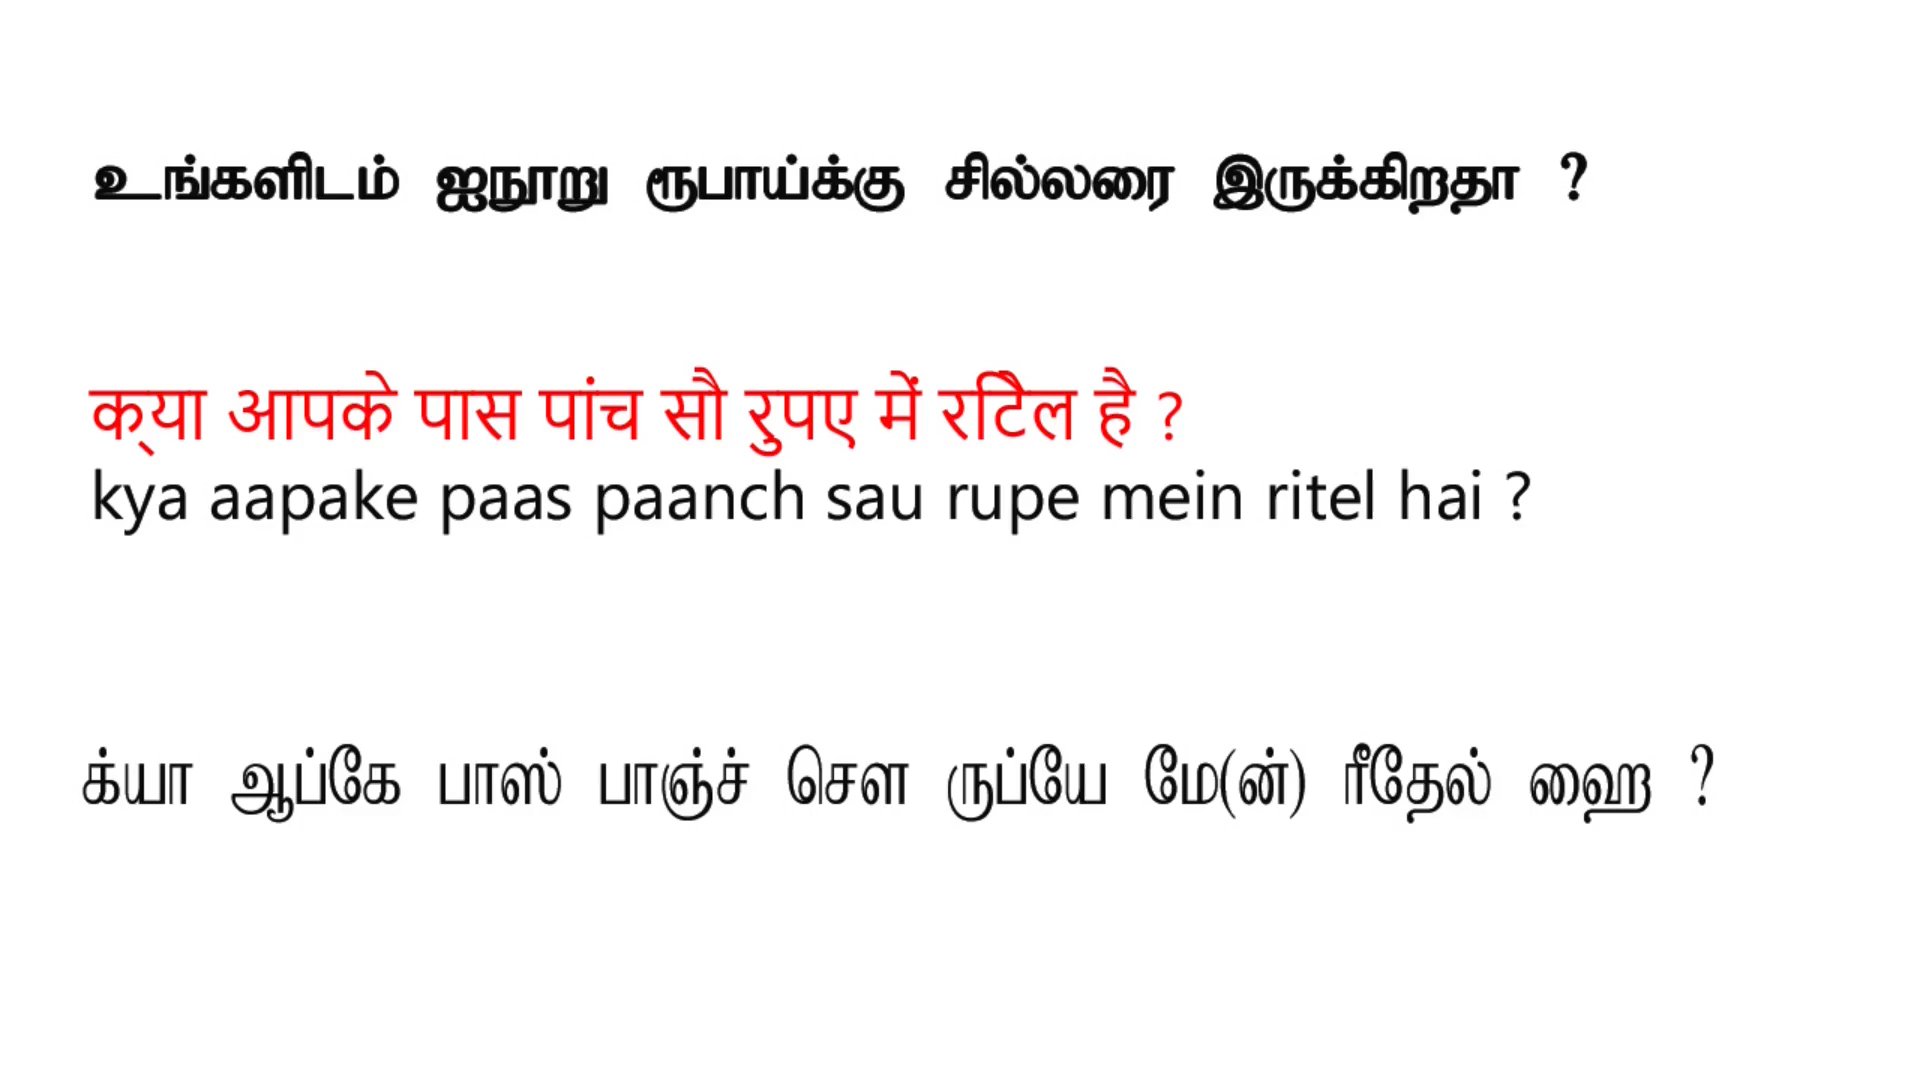 உங்களிடம் ஐநூறு ரூபாய்க்கு சில்லரை இருக்கிறதா ?
क्या आपके पास पांच सौ रुपए में रिटेल है ?
kya aapake paas paanch sau rupe mein ritel hai ?
க்யா ஆப்கே பாஸ் பாஞ்ச் சௌ ருப்யே மே(ன்) ரீதேல் ஹை ?